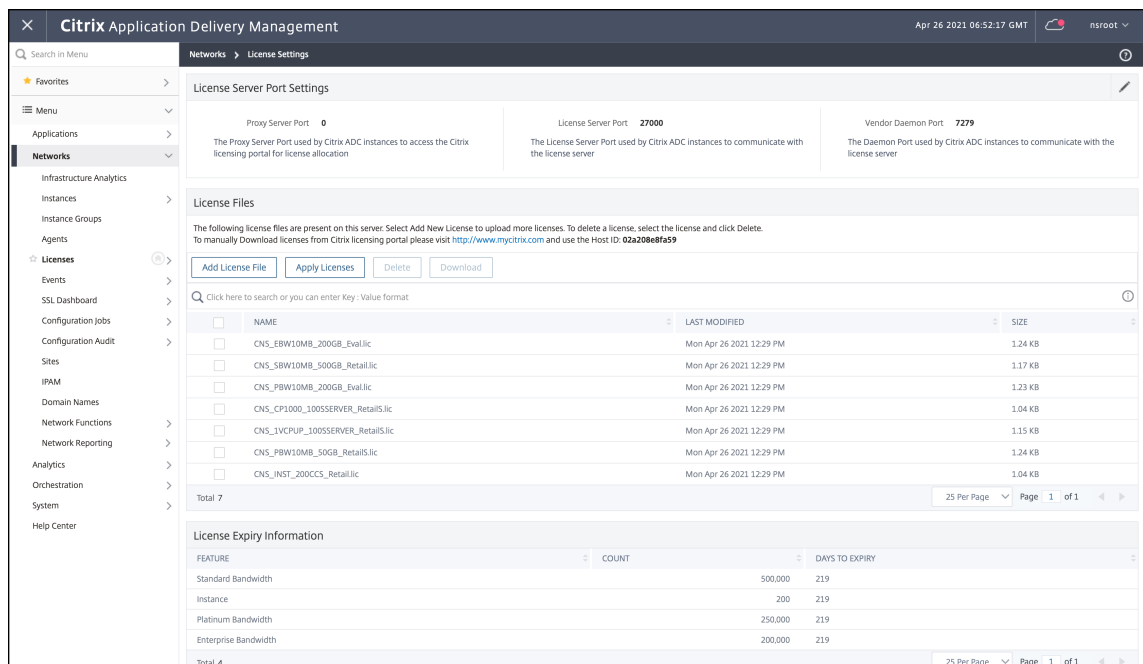 Citrix Application Delivery Management
Apr 26 2021 06:52:17 GMT
nsroot
Search in Menu
Networks > License Settings
Favorites
Menu
Applications
Networks
Infrastructure Analytics
Instances
Instance Groups
Agents
Licenses
Events
SSL Dashboard
Configuration Jobs
Configuration Audit
Sites
IPAM
Domain Names
Network Functions
Network Reporting
Analytics
Orchestration
System
Help Center
License Server Port Settings
Proxy Server Port 0
The Proxy Server Port used by Citrix ADC instances to access the Citrix
licensing portal for license allocation
License Server Port 27000
The License Server Port used by Citrix ADC instances to communicate with
the license server
Vendor Daemon Port 7279
The Daemon Port used by Citrix ADC instances to communicate with the
license server
License Files
The following license files are present on this server. Select Add New License to upload more licenses. To delete a license, select the license and click Delete.
To manually Download licenses from Citrix licensing portal please visit http://www.mycitrix.com and use the Host ID: 02a208e8fa59
Add License File Apply Licenses Delete Download
Click here to search or you can enter Key : Value format
NAME LAST MODIFIED SIZE
CNS_EBW10MB_200GB_Eval.lic Mon Apr 26 2021 12:29 PM 1.24 KB
CNS_SBW10MB_500GB_Retail.lic Mon Apr 26 2021 12:29 PM 1.17 KB
CNS_PBW10MB_200GB_Eval.lic Mon Apr 26 2021 12:29 PM 1.23 KB
CNS_CP1000_100SSERVER_RetailS.lic Mon Apr 26 2021 12:29 PM 1.04 KB
CNS_1VCPUP_100SSERVER_RetailS.lic Mon Apr 26 2021 12:29 PM 1.15 KB
CNS_PBW10MB_50GB_RetailS.lic Mon Apr 26 2021 12:29 PM 1.24 KB
CNS_INST_200CCS_Retail.lic Mon Apr 26 2021 12:29 PM 1.04 KB
Total 7 25 Per Page Page 1 of 1
License Expiry Information
FEATURE COUNT DAYS TO EXPIRY
Standard Bandwidth 500,000 219
Instance 200 219
Platinum Bandwidth 250,000 219
Enterprise Bandwidth 200,000 219
Total 4 25 Per Page Page 1 of 1